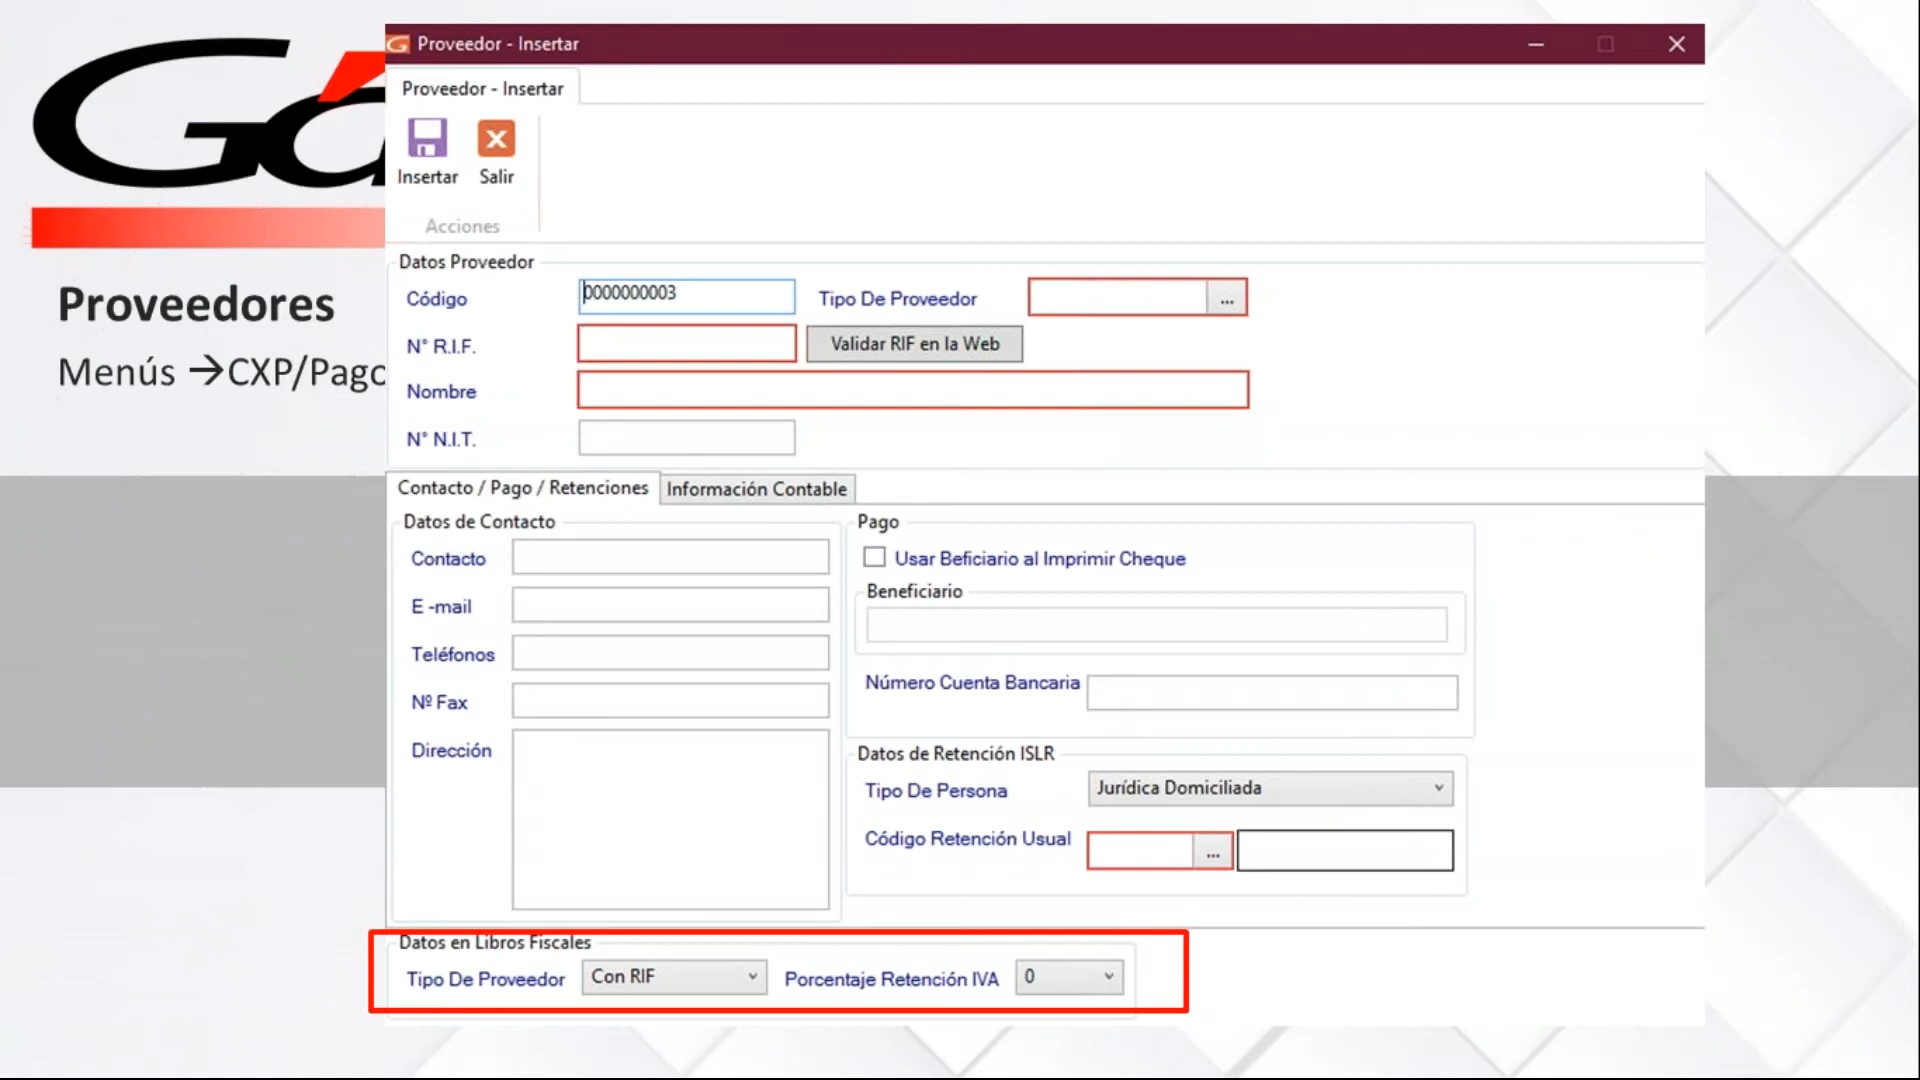 Gá
Proveedores
Menús →CXP/Pago
Proveedor - Insertar
Proveedor - Insertar
Insertar Salir
Acciones
Datos Proveedor
Código 0000000003 Tipo De Proveedor ...
N° R.I.F. Validar RIF en la Web
Nombre
N° N.I.T.
Contacto / Pago / Retenciones Información Contable
Datos de Contacto
Contacto
E -mail
Teléfonos
Nº Fax
Dirección
Pago
Usar Beficiario al Imprimir Cheque
Beneficiario
Número Cuenta Bancaria
Datos de Retención ISLR
Tipo De Persona Jurídica Domiciliada
Código Retención Usual ...
Datos en Libros Fiscales
Tipo De Proveedor Con RIF Porcentaje Retención IVA 0